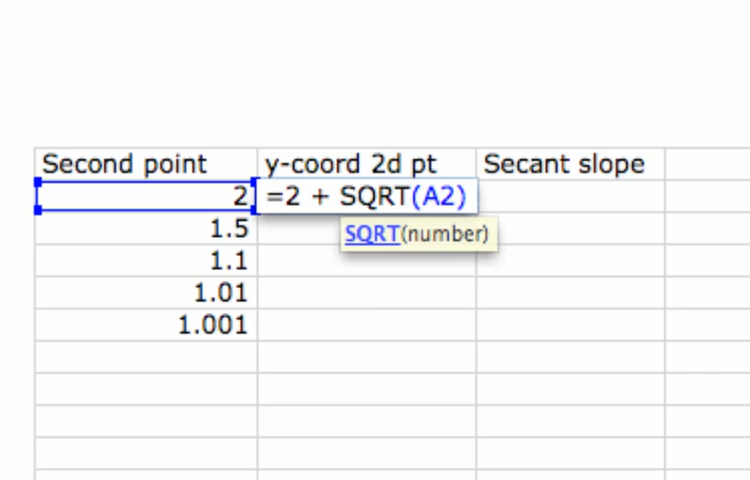 Second point y-coord 2d pt Secant slope
2 =2 + SQRT(A2)
1.5 SQRT(number)
1.1
1.01
1.001